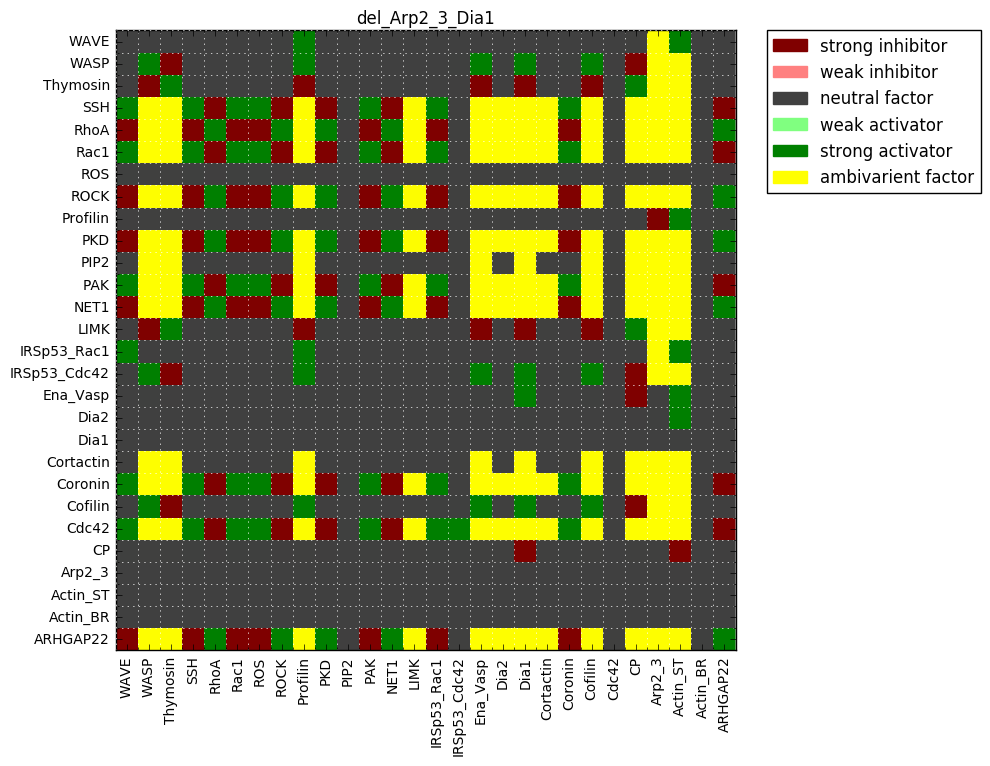 del_Arp2_3_Dia1
WAVE
WASP
Thymosin
SSH
RhoA
Rac1
ROS
ROCK
Profilin
PKD
PIP2
PAK
NET1
LIMK
IRSp53_Rac1
IRSp53_Cdc42
Ena_Vasp
Dia2
Dia1
Cortactin
Coronin
Cofilin
Cdc42
CP
Arp2_3
Actin_ST
Actin_BR
ARHGAP22
WAVE
WASP
Thymosin
SSH
RhoA
Rac1
ROS
ROCK
Profilin
PKD
PIP2
PAK
NET1
LIMK
IRSp53_Rac1
IRSp53_Cdc42
Ena_Vasp
Dia2
Dia1
Cortactin
Coronin
Cofilin
Cdc42
CP
Arp2_3
Actin_ST
Actin_BR
ARHGAP22
strong inhibitor
weak inhibitor
neutral factor
weak activator
strong activator
ambivarient factor